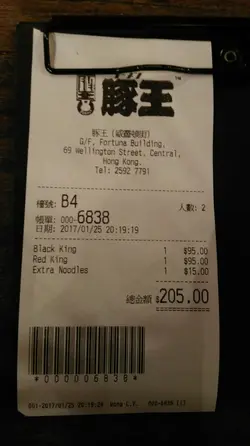 豚王
TM
豚王 (威靈頓街)
G/F, Fortuna Building,
69 Wellington Street, Central,
Hong Kong.
Tel: 2592 7791
檯號: B4
人數: 2
帳單: 000-6838
日期: 2017/01/25 20:19:19
Black King 1 $95.00
Red King 1 $95.00
Extra Noodles 1 $15.00
總金額 $205.00
*0000006838*